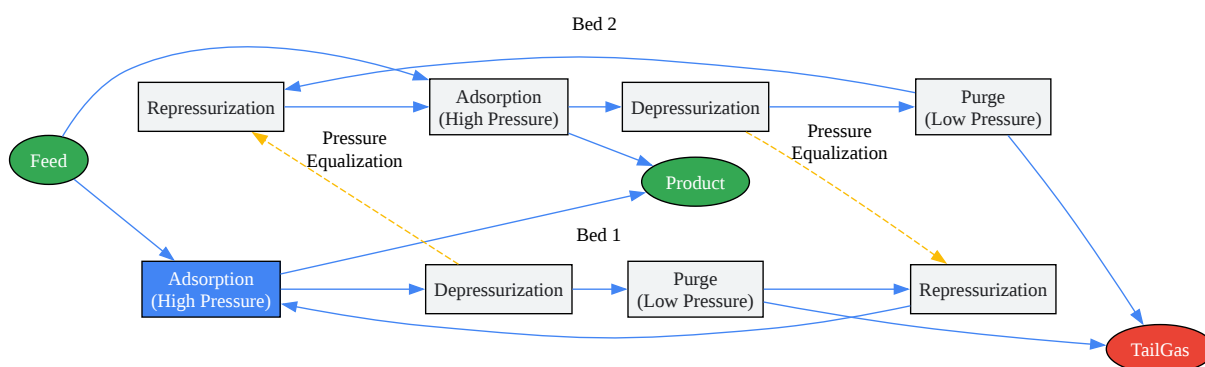 Bed 2
Repressurization
Adsorption
(High Pressure)
Depressurization
Purge
(Low Pressure)
Pressure
Equalization
Pressure
Equalization
Feed
Product
Bed 1
Adsorption
(High Pressure)
Depressurization
Purge
(Low Pressure)
Repressurization
TailGas